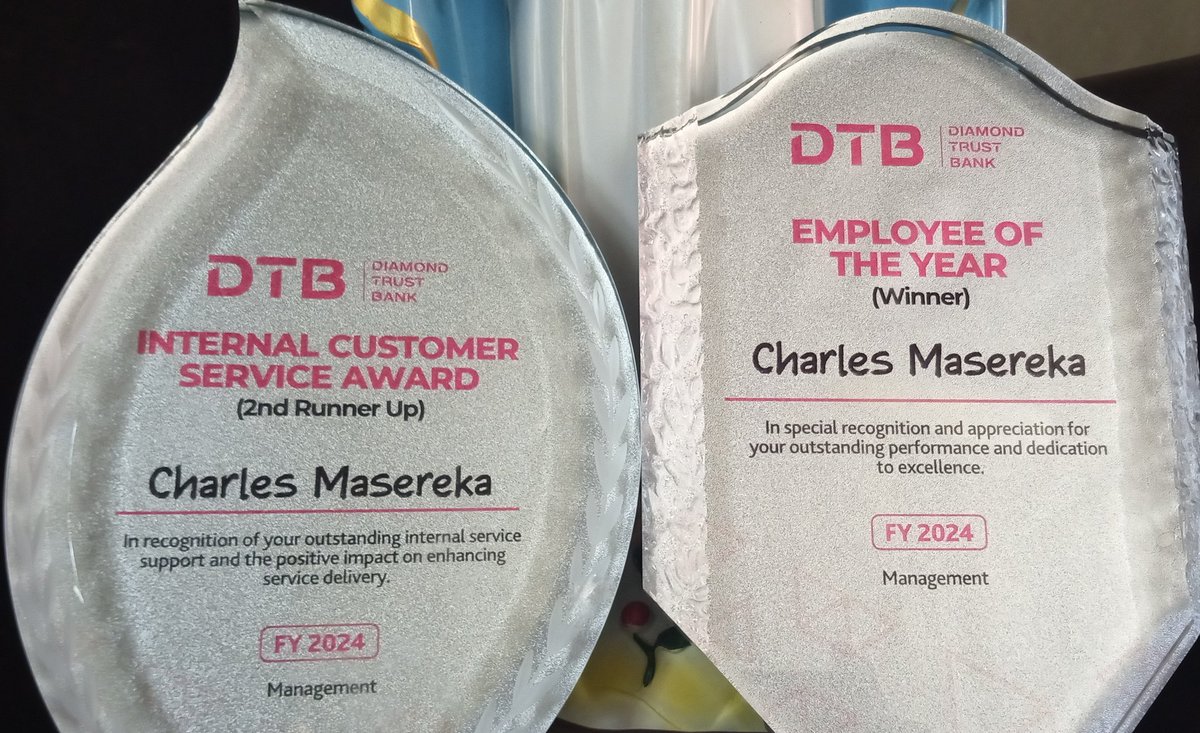 DTB DIAMOND
TRUST
BANK
INTERNAL CUSTOMER
SERVICE AWARD
(2nd Runner Up)
Charles Masereka
In recognition of your outstanding internal service
support and the positive impact on enhancing
service delivery.
FY 2024
Management
DTB DIAMOND
TRUST
BANK
EMPLOYEE OF
THE YEAR
(Winner)
Charles Masereka
In special recognition and appreciation for
your outstanding performance and dedication
to excellence.
FY 2024
Management